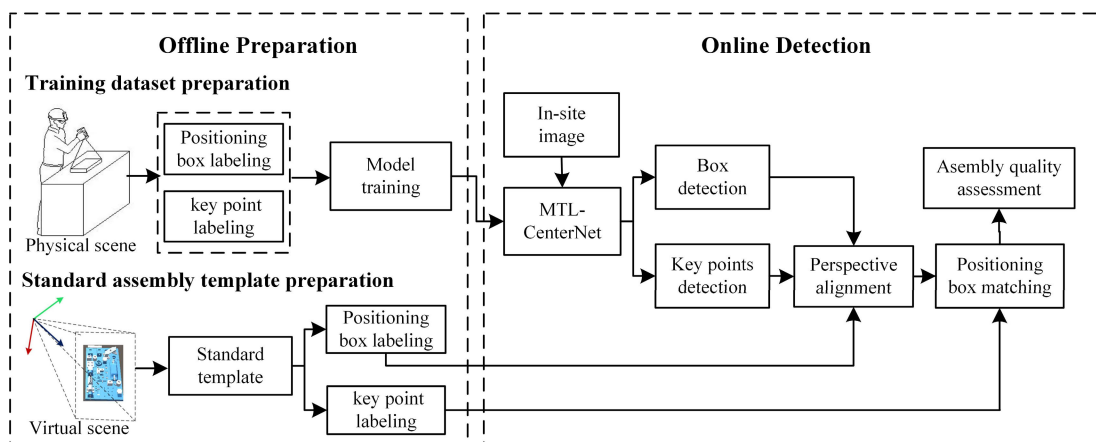 Offline Preparation
Training dataset preparation
Positioning
box labeling
key point
labeling
Physical scene
Model
training
Standard assembly template preparation
Virtual scene
Standard
template
Positioning
box labeling
key point
labeling
Online Detection
In-site
image
MTL-
CenterNet
Box
detection
Key points
detection
Perspective
alignment
Asembly quality
assessment
Positioning
box matching